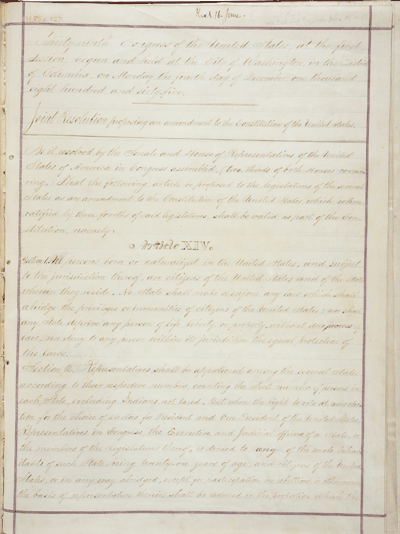 Recd 16 June.
Thirty-ninth Congress of the United States, at the first
Session, begun and held at the City of Washington, in the District
of Columbia, on Monday the fourth day of December one thousand
eight hundred and sixty-five.
Joint Resolution proposing an amendment to the Constitution of the United States.
Be it resolved by the Senate and House of Representatives of the United
States of America in Congress assembled, (two thirds of both Houses concur
ring,) That the following article be proposed to the legislatures of the several
States as an amendment to the Constitution of the United States, which, when
ratified by three fourths of said legislatures, shall be valid as part of the Con
stitution, namely:
Article XIV.
Section 1. All persons born or naturalized in the United States, and subject
to the jurisdiction thereof, are citizens of the United States and of the State
wherein they reside. No State shall make or enforce any law which shall
abridge the privileges or immunities of citizens of the United States; nor shall
any State deprive any person of life, liberty, or property, without due process of
law; nor deny to any person within its jurisdiction the equal protection of
the laws.
Section 2. Representatives shall be apportioned among the several States
according to their respective numbers, counting the whole number of persons in
each State, excluding Indians not taxed. But when the right to vote at any elec
tion for the choice of electors for President and Vice President of the United States,
Representatives in Congress, the Executive and Judicial officers of a State, or
the members of the Legislature thereof, is denied to any of the male inhabi
tants of such State, being twenty-one years of age, and citizens of the United
States, or in any way abridged, except for participation in rebellion or other crime,
the basis of representation therein shall be reduced in the proportion which the